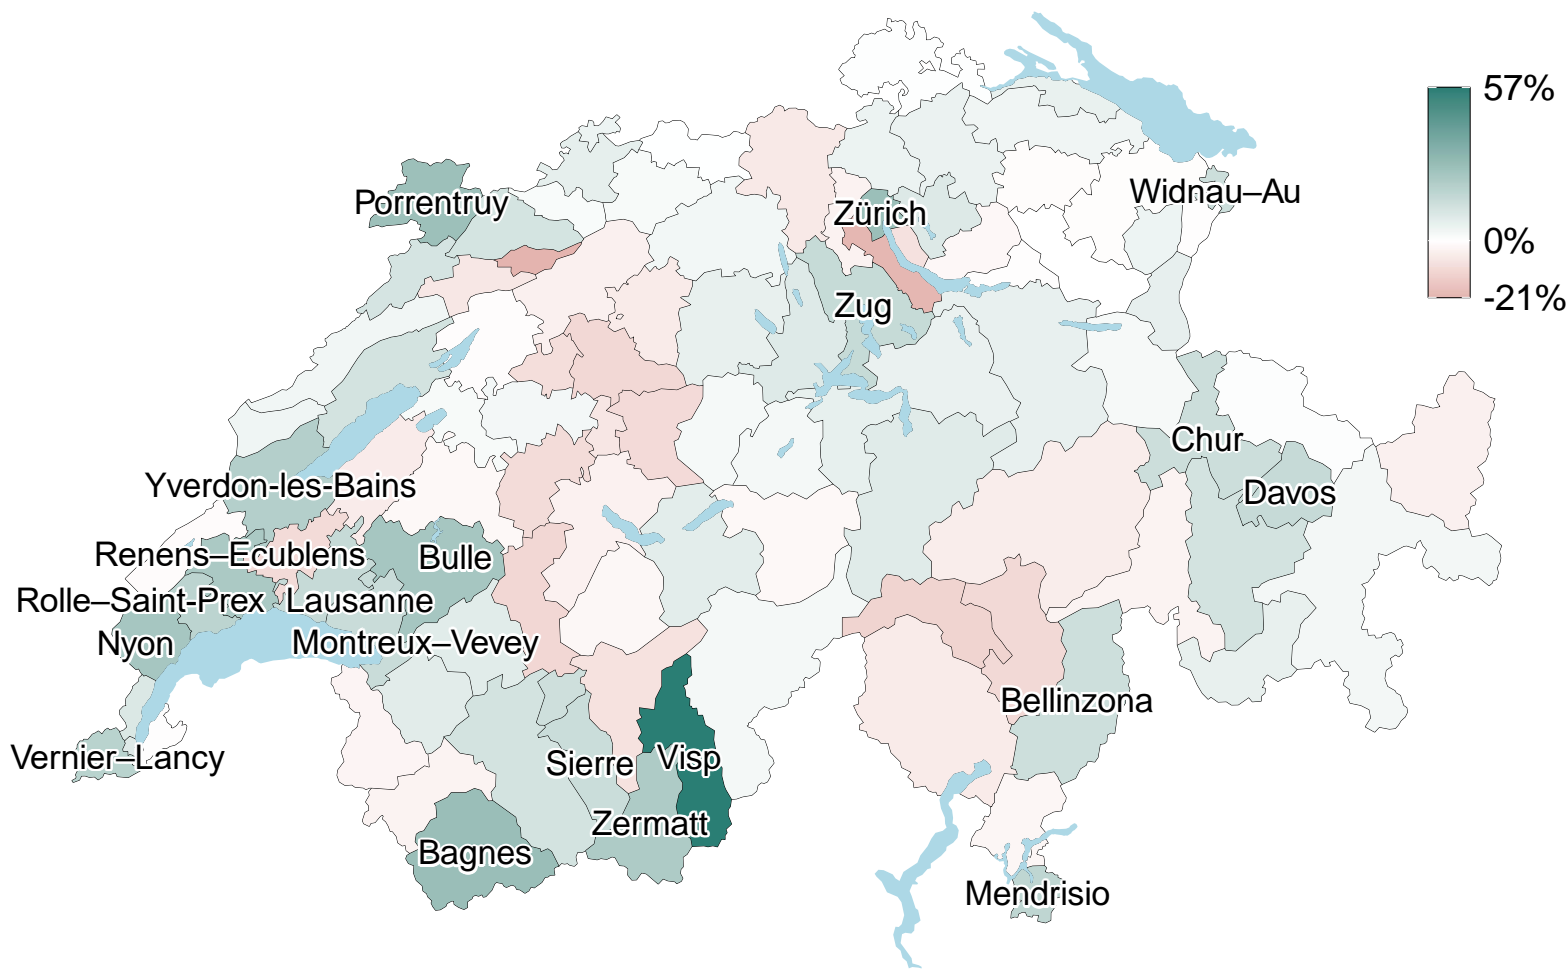 57%
Widnau–Au
Porrentruy
Zürich
0%
-21%
Zug
Chur
Yverdon-les-Bains
Davos
Renens–Ecublens
Bulle
Rolle–Saint-Prex
Lausanne
Nyon
Montreux–Vevey
Bellinzona
Vernier–Lancy
Sierre
Visp
Zermatt
Bagnes
Mendrisio